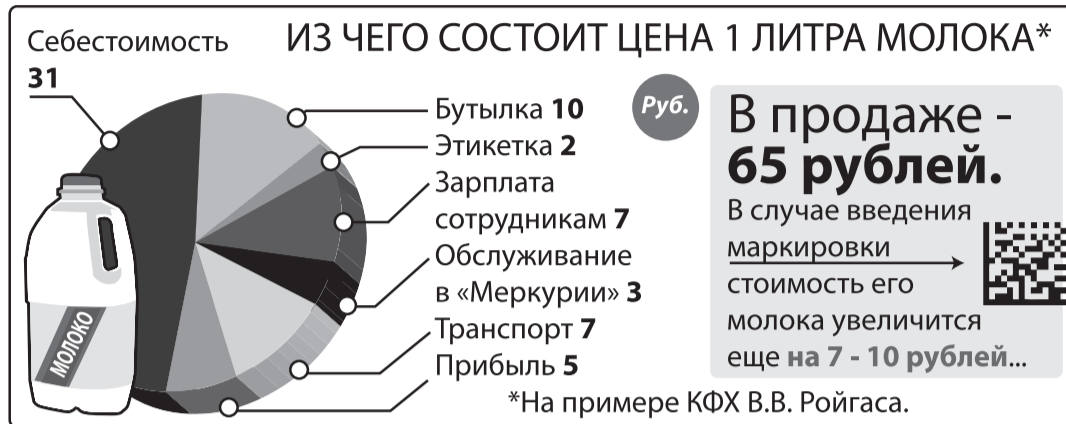 ИЗ ЧЕГО СОСТОИТ ЦЕНА 1 ЛИТРА МОЛОКА*
Себестоимость
31
Бутылка 10
Этикетка 2
Зарплата
сотрудникам 7
Обслуживание
в «Меркурии» 3
Транспорт 7
Прибыль 5
МОЛОКО
Руб.
В продаже -
65 рублей.
В случае введения
маркировки
стоимость его
молока увеличится
еще на 7 - 10 рублей...
*На примере КФХ В.В. Ройгаса.